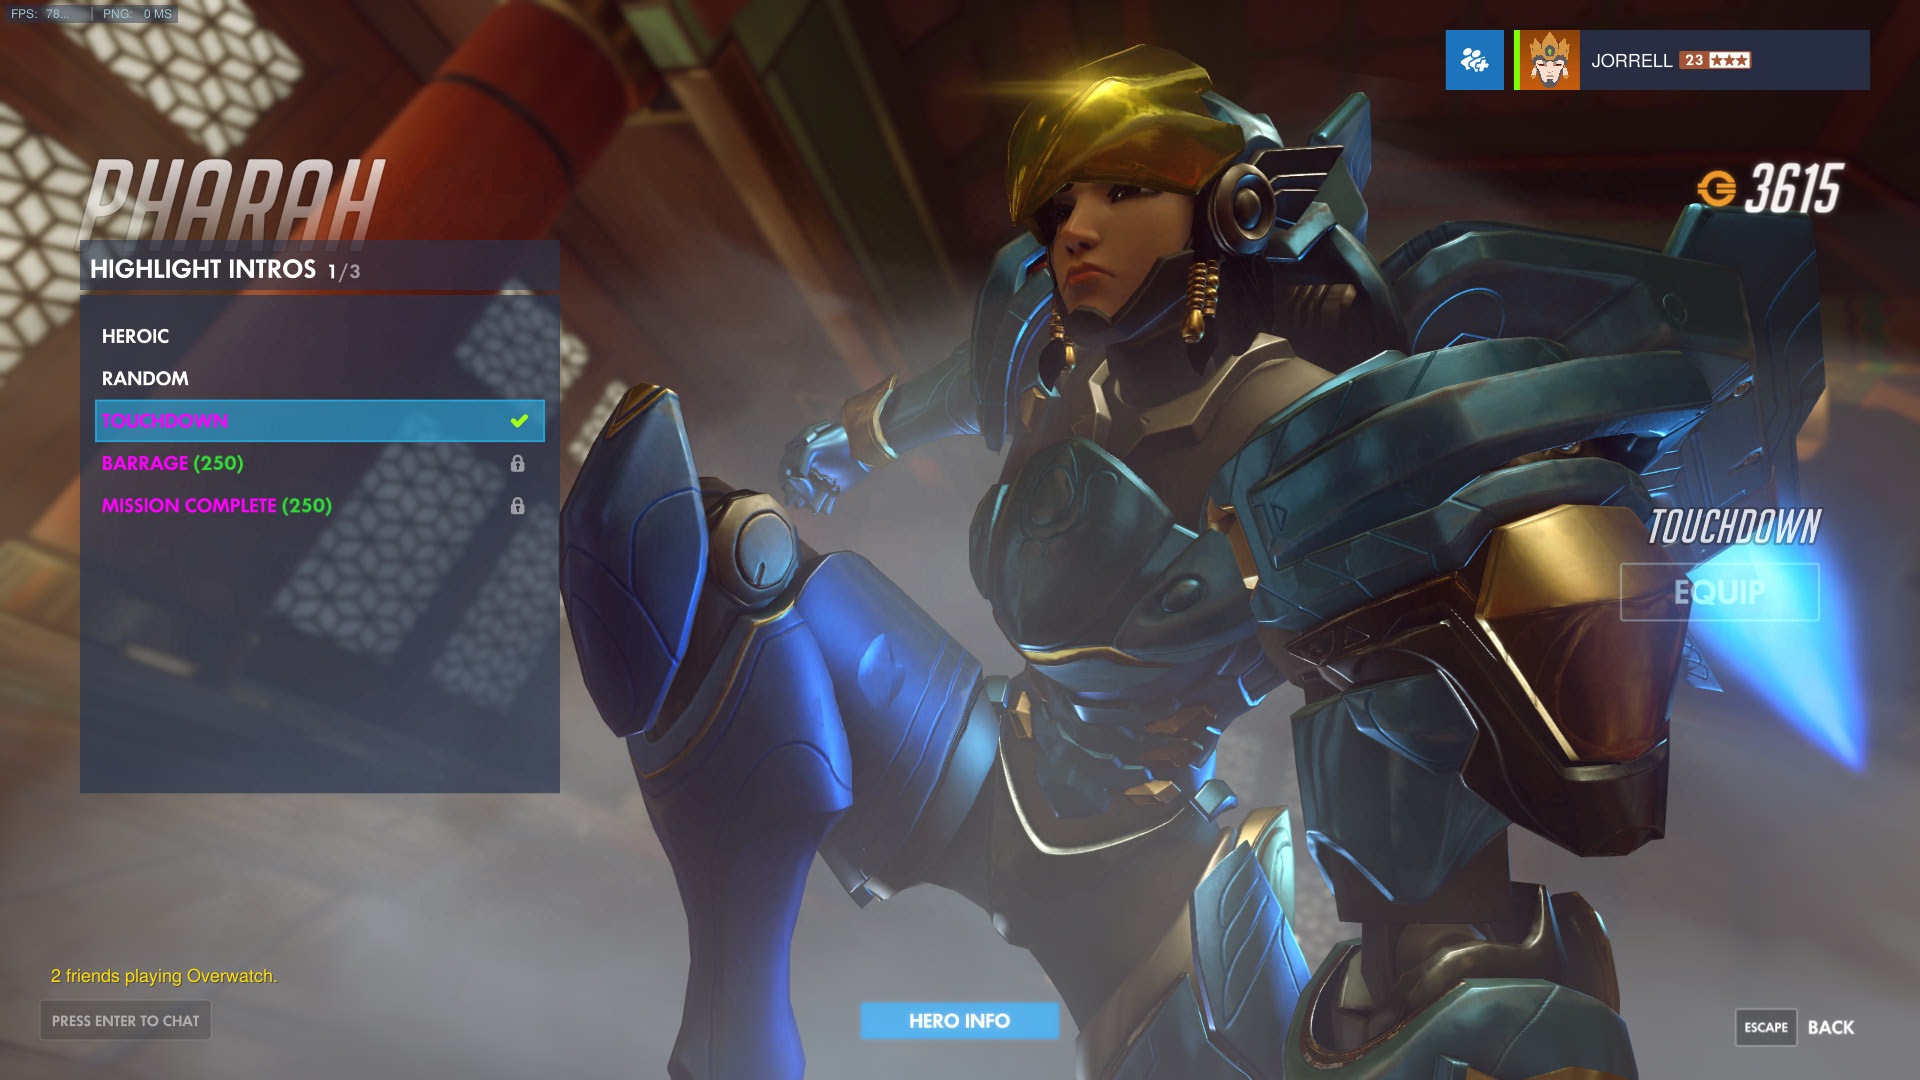 FPS: 78... PNG: 0 MS
JORRELL 23
PHARAH
3615
HIGHLIGHT INTROS 1/3
HEROIC
RANDOM
TOUCHDOWN
BARRAGE (250)
MISSION COMPLETE (250)
TOUCHDOWN
EQUIP
2 friends playing Overwatch.
PRESS ENTER TO CHAT
HERO INFO
ESCAPE BACK